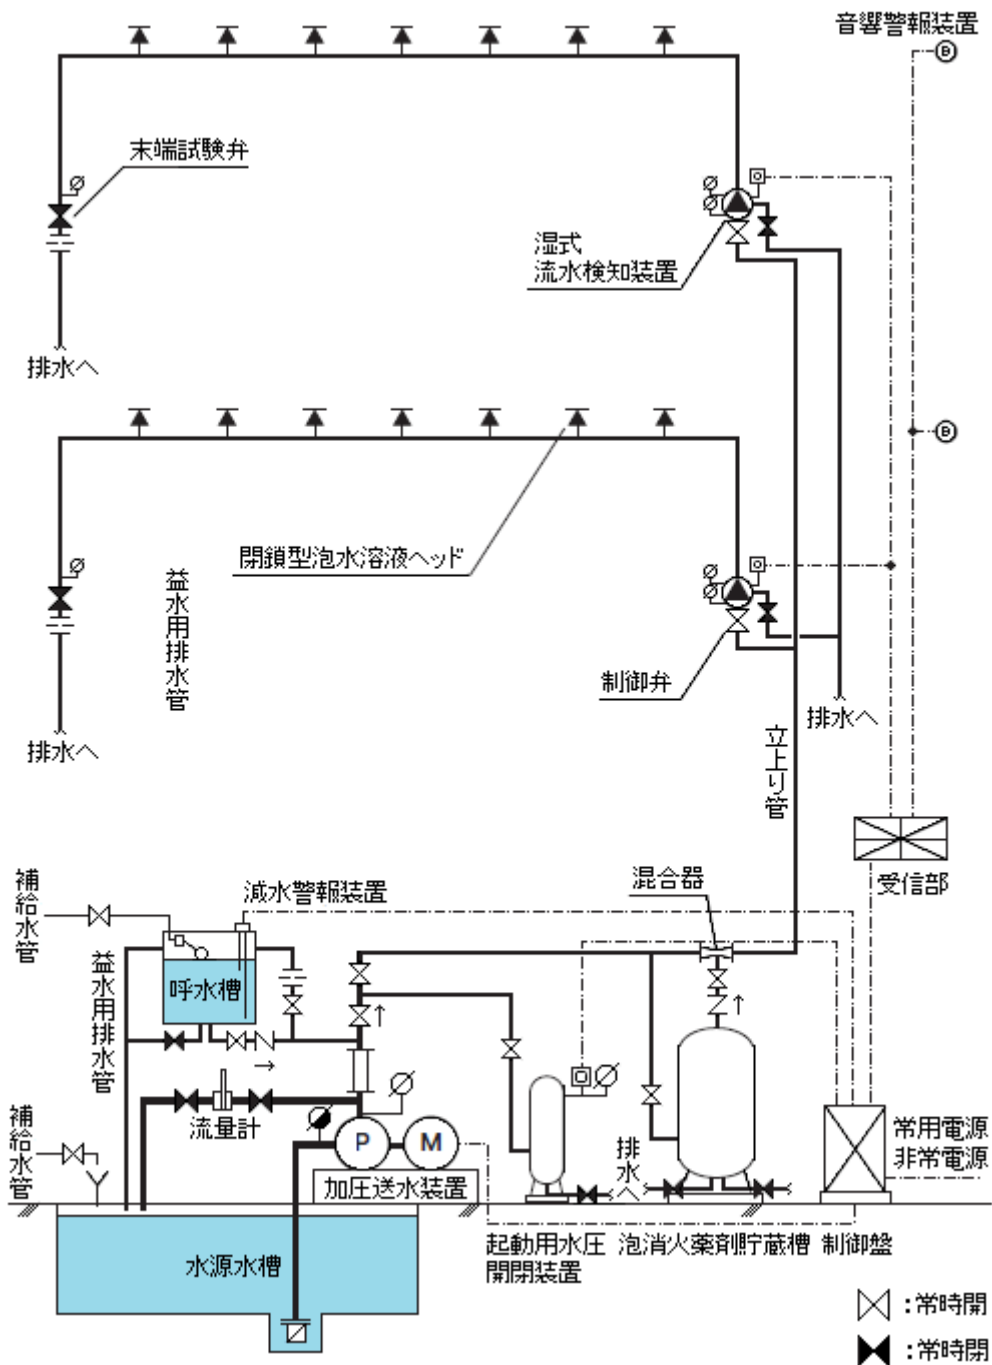 音響警報装置
B
末端試験弁
湿式
流水検知装置
排水へ
B
閉鎖型泡水溶液ヘッド
益水用排水管
制御弁
排水へ
排水へ
立上り管
受信部
混合器
減水警報装置
補給水管
呼水槽
益水用排水管
流量計
補給水管
P
M
加圧送水装置
排水へ
常用電源
非常電源
水源水槽
起動用水圧
開閉装置
泡消火薬剤貯蔵槽
制御盤
：常時開
：常時閉